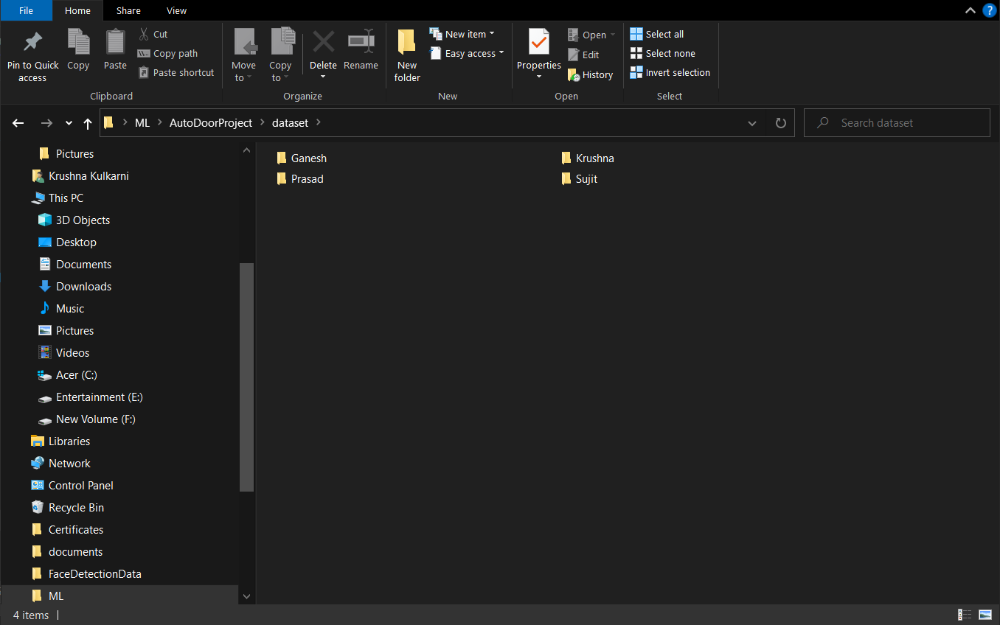 File Home Share View
Pin to Quick access
Copy
Paste
Cut
Copy path
Paste shortcut
Clipboard
Move to
Copy to
Delete
Rename
Organize
New folder
New item
Easy access
New
Properties
Open
Edit
History
Open
Select all
Select none
Invert selection
Select
ML AutoDoorProject dataset
Search dataset
Pictures
Krushna Kulkarni
This PC
3D Objects
Desktop
Documents
Downloads
Music
Pictures
Videos
Acer (C:)
Entertainment (E:)
New Volume (F:)
Libraries
Network
Control Panel
Recycle Bin
Certificates
documents
FaceDetectionData
ML
Ganesh Krushna
Prasad Sujit
4 items